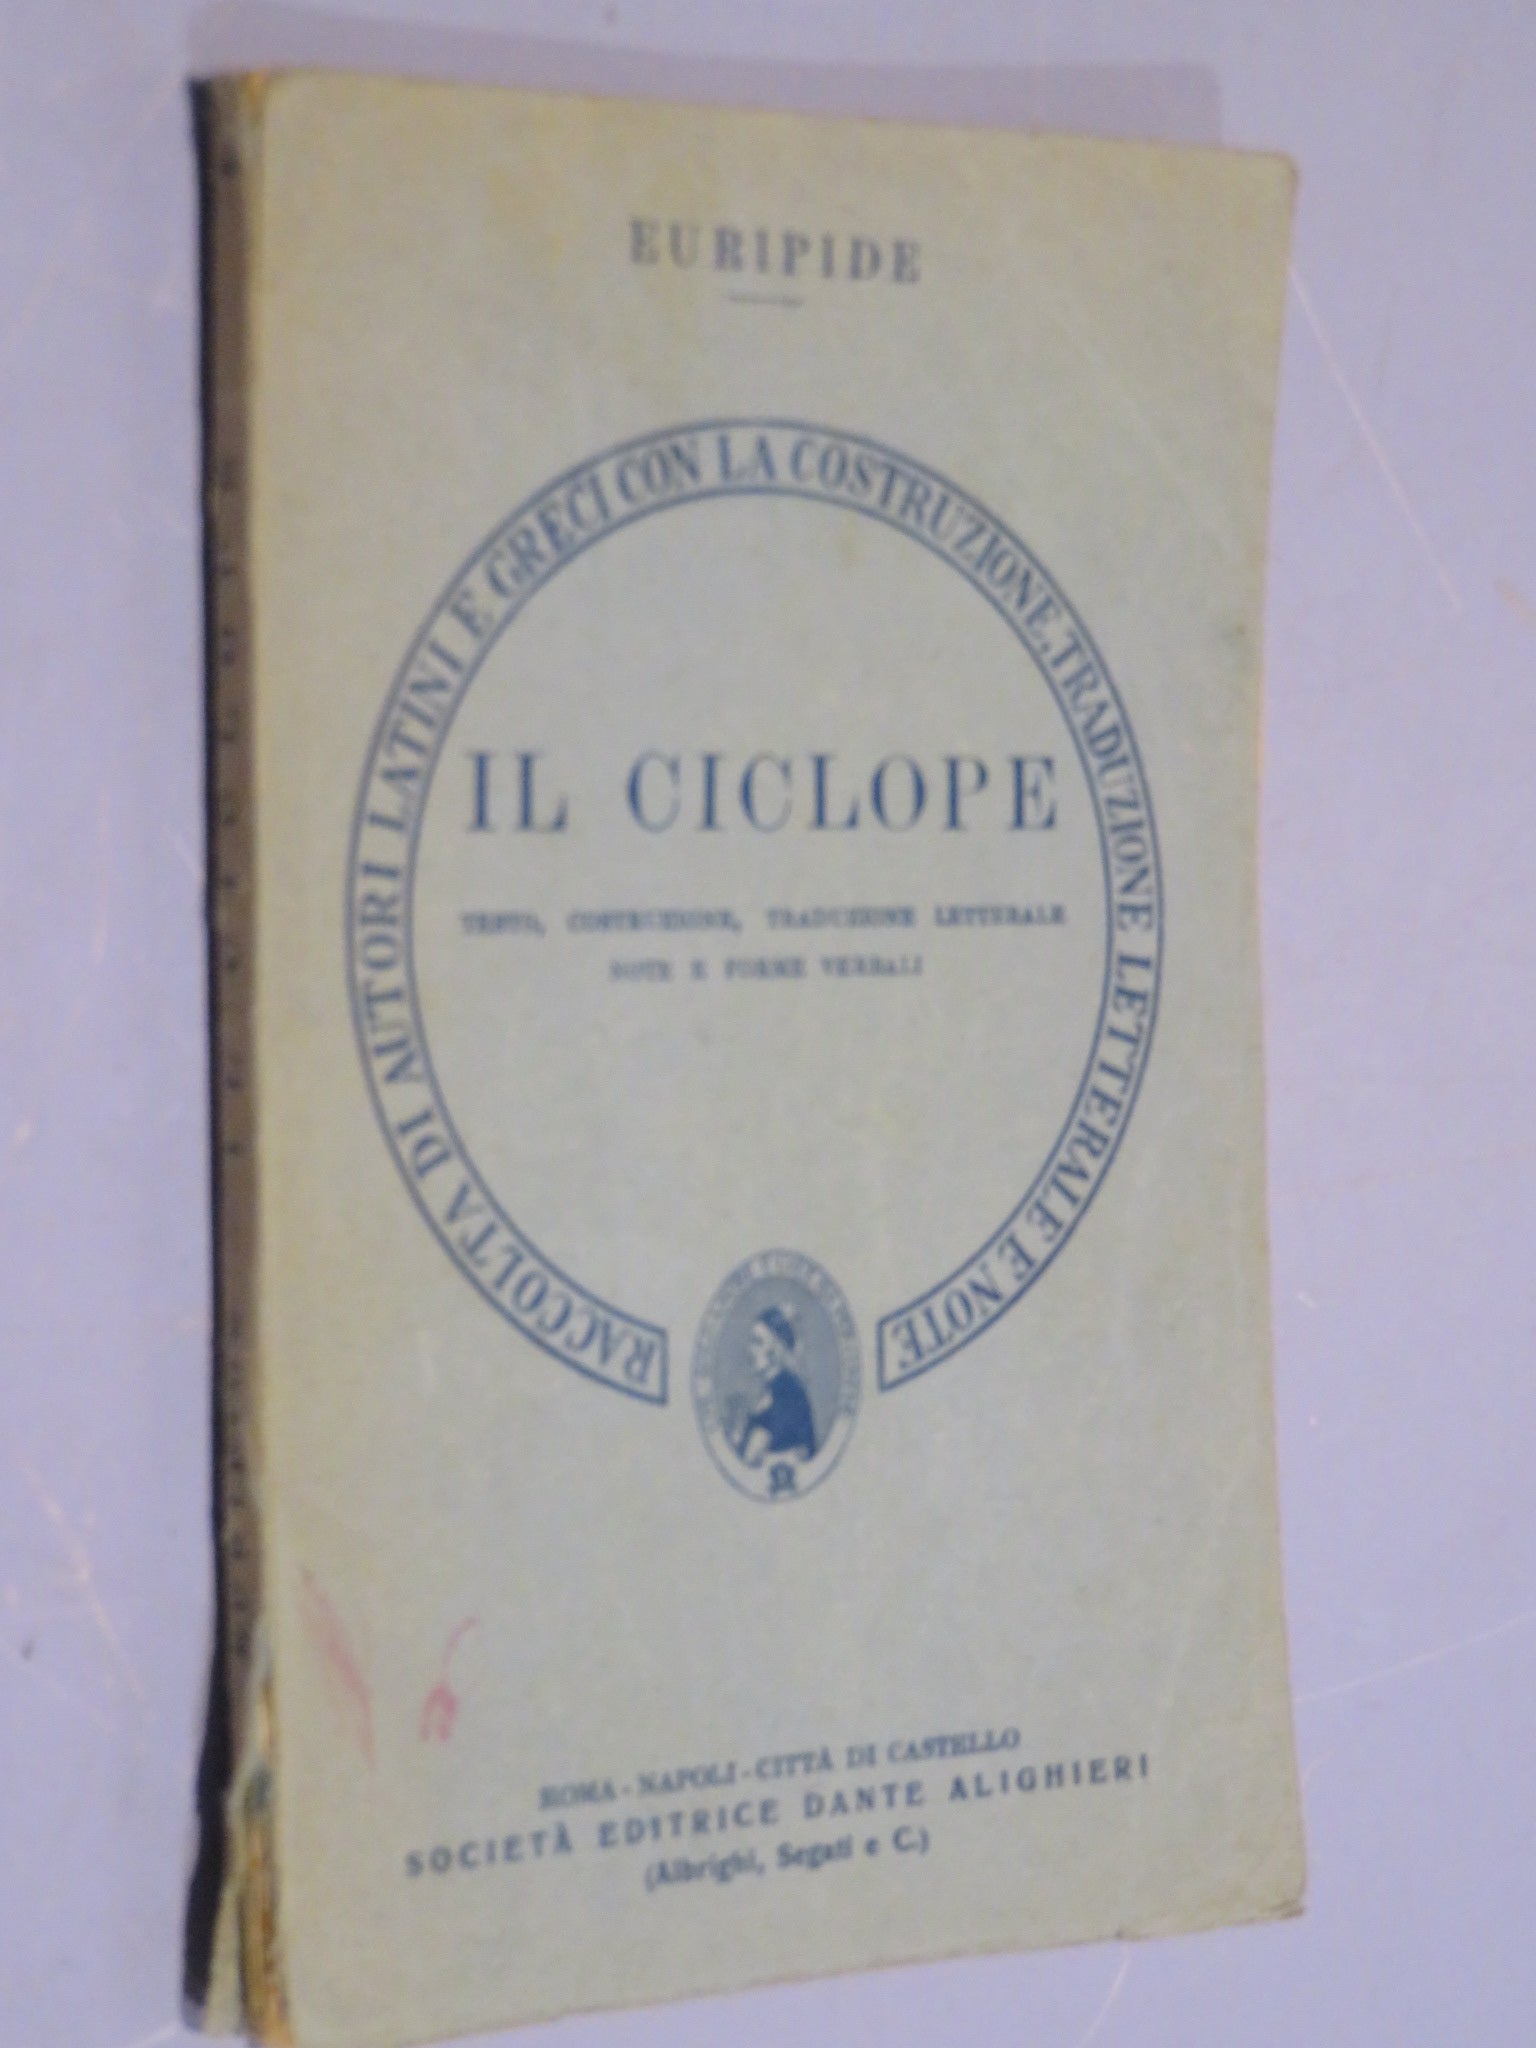 EURIPIDE
RACCOLTA DI AUTORI LATINI E GRECI CON LA COSTRUZIONE, TRADUZIONE LETTERALE E NOTE
IL CICLOPE
TESTO, COSTRUZIONE, TRADUZIONE LETTERALE
NOTE E FORME VERBALI
ROMA - NAPOLI - CITTÀ DI CASTELLO
SOCIETÀ EDITRICE DANTE ALIGHIERI
(Albrighi, Segati e C.)